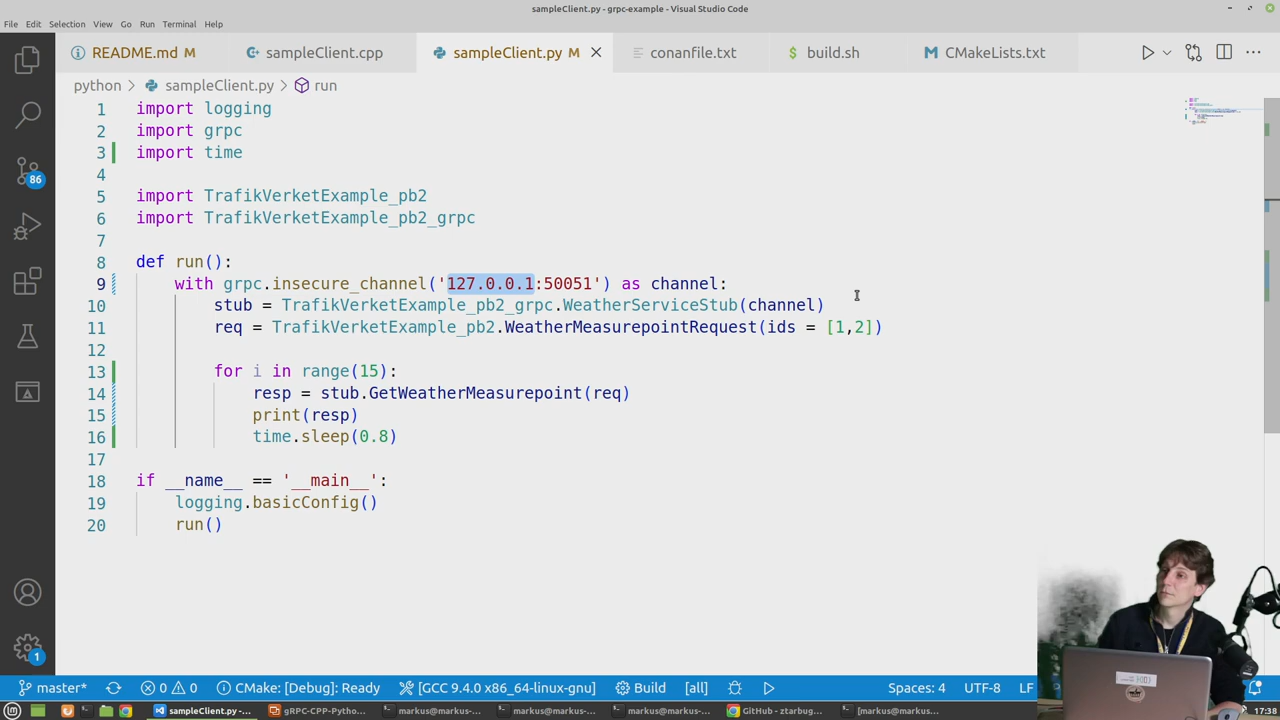 sampleClient.py - grpc-example - Visual Studio Code
File Edit Selection View Go Run Terminal Help
README.md M sampleClient.cpp sampleClient.py M conanfile.txt build.sh CMakeLists.txt
python > sampleClient.py > run
1 import logging
2 import grpc
3 import time
4
5 import TrafikVerketExample_pb2
6 import TrafikVerketExample_pb2_grpc
7
8 def run():
9 with grpc.insecure_channel('127.0.0.1:50051') as channel:
10 stub = TrafikVerketExample_pb2_grpc.WeatherServiceStub(channel)
11 req = TrafikVerketExample_pb2.WeatherMeasurepointRequest(ids = [1,2])
12
13 for i in range(15):
14 resp = stub.GetWeatherMeasurepoint(req)
15 print(resp)
16 time.sleep(0.8)
17
18 if __name__ == '__main__':
19 logging.basicConfig()
20 run()
86
1
master* 0 0 CMake: [Debug]: Ready [GCC 9.4.0 x86_64-linux-gnu] Build [all] Spaces: 4 UTF-8 LF
sampleClient.py -... gRPC-CPP-Pytho... markus@markus-... markus@markus-... markus@markus-... GitHub - ztarbug... [markus@markus... 17:38